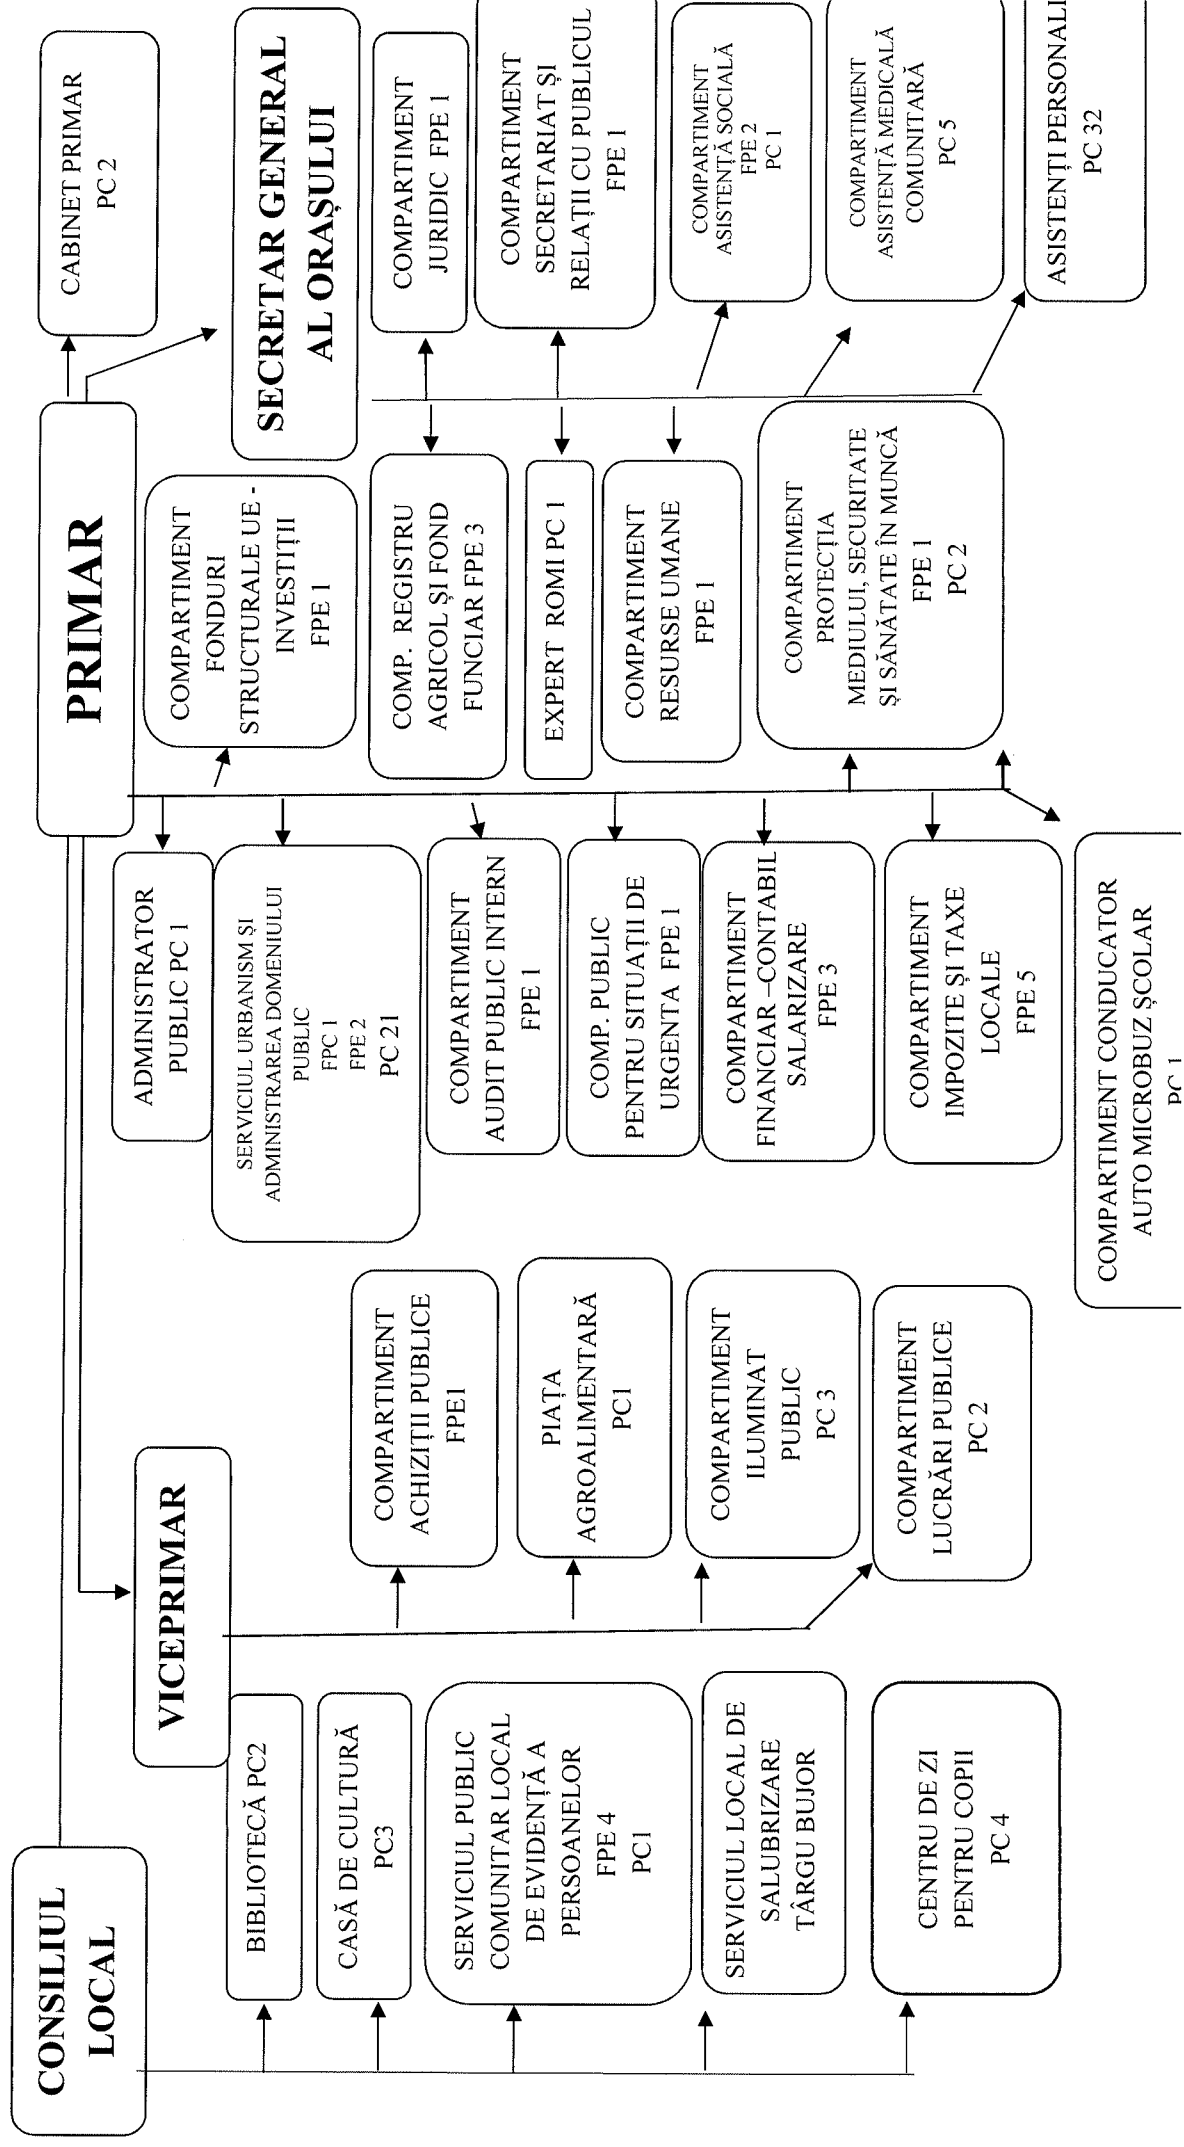 CONSILIUL
LOCAL
PRIMAR
CABINET PRIMAR
PC 2
VICEPRIMAR
SECRETAR GENERAL
AL ORAȘULUI
BIBLIOTECĂ PC2
CASĂ DE CULTURĂ
PC3
SERVICIUL PUBLIC
COMUNITAR LOCAL
DE EVIDENȚĂ A
PERSOANELOR
FPE 4
PC1
SERVICIUL LOCAL DE
SALUBRIZARE
TÂRGU BUJOR
CENTRU DE ZI
PENTRU COPII
PC 4
COMPARTIMENT
ACHIZIȚII PUBLICE
FPE1
PIAȚA
AGROALIMENTARĂ
PC1
COMPARTIMENT
ILUMINAT
PUBLIC
PC 3
COMPARTIMENT
LUCRĂRI PUBLICE
PC 2
ADMINISTRATOR
PUBLIC PC 1
SERVICIUL URBANISM ȘI
ADMINISTRAREA DOMENIULUI
PUBLIC
FPC 1
FPE 2
PC 21
COMPARTIMENT
AUDIT PUBLIC INTERN
FPE 1
COMP. PUBLIC
PENTRU SITUAȚII DE
URGENTA FPE 1
COMPARTIMENT
FINANCIAR –CONTABIL
SALARIZARE
FPE 3
COMPARTIMENT
IMPOZITE ȘI TAXE
LOCALE
FPE 5
COMPARTIMENT CONDUCATOR
AUTO MICROBUZ ȘCOLAR
PC 1
COMPARTIMENT
FONDURI
STRUCTURALE UE -
INVESTIȚII
FPE 1
COMP. REGISTRU
AGRICOL ȘI FOND
FUNCIAR FPE 3
EXPERT ROMI PC 1
COMPARTIMENT
RESURSE UMANE
FPE 1
COMPARTIMENT
PROTECȚIA
MEDIULUI, SECURITATE
ȘI SĂNĂTATE ÎN MUNCĂ
FPE 1
PC 2
COMPARTIMENT
JURIDIC FPE 1
COMPARTIMENT
SECRETARIAT ȘI
RELAȚII CU PUBLICUL
FPE 1
COMPARTIMENT
ASISTENȚĂ SOCIALĂ
FPE 2
PC 1
COMPARTIMENT
ASISTENȚĂ MEDICALĂ
COMUNITARĂ
PC 5
ASISTENȚI PERSONALI
PC 32